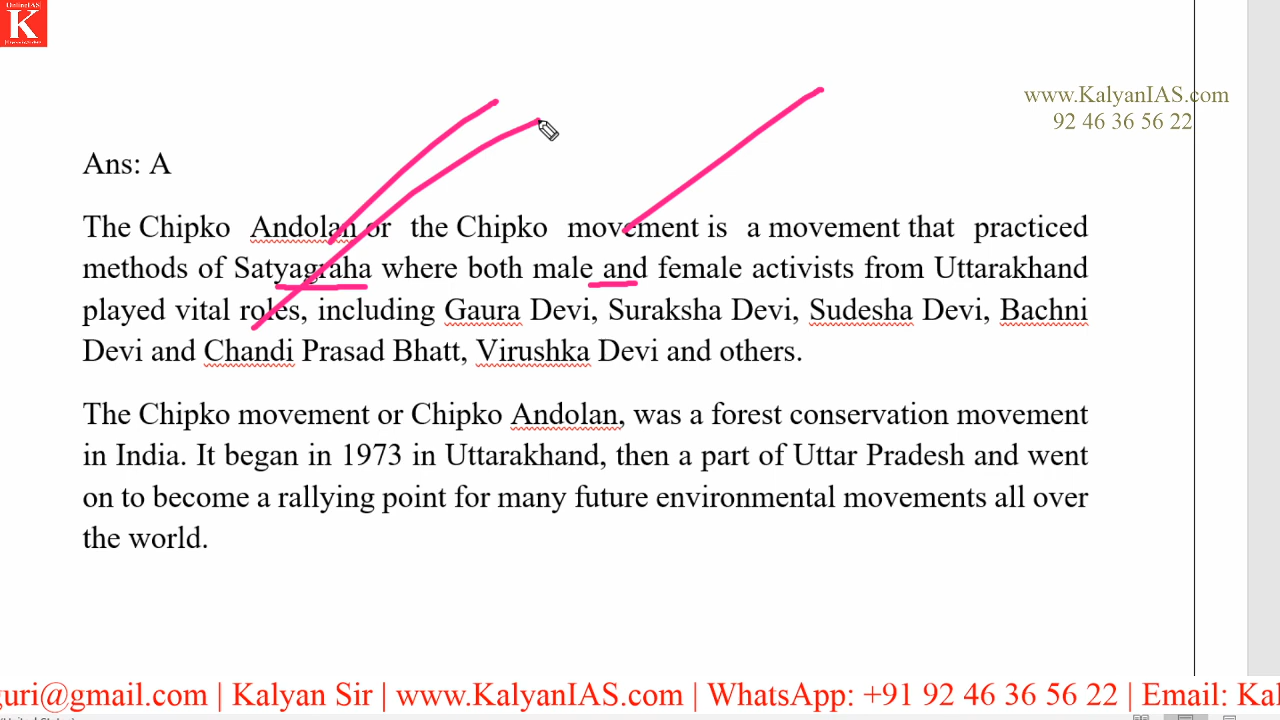 OnlineIAS
K
www.KalyanIAS.com
92 46 36 56 22
Ans: A
The Chipko Andolan or the Chipko movement is a movement that practiced
methods of Satyagraha where both male and female activists from Uttarakhand
played vital roles, including Gaura Devi, Suraksha Devi, Sudesha Devi, Bachni
Devi and Chandi Prasad Bhatt, Virushka Devi and others.
The Chipko movement or Chipko Andolan, was a forest conservation movement
in India. It began in 1973 in Uttarakhand, then a part of Uttar Pradesh and went
on to become a rallying point for many future environmental movements all over
the world.
guri@gmail.com | Kalyan Sir | www.KalyanIAS.com | WhatsApp: +91 92 46 36 56 22 | Email: Kal